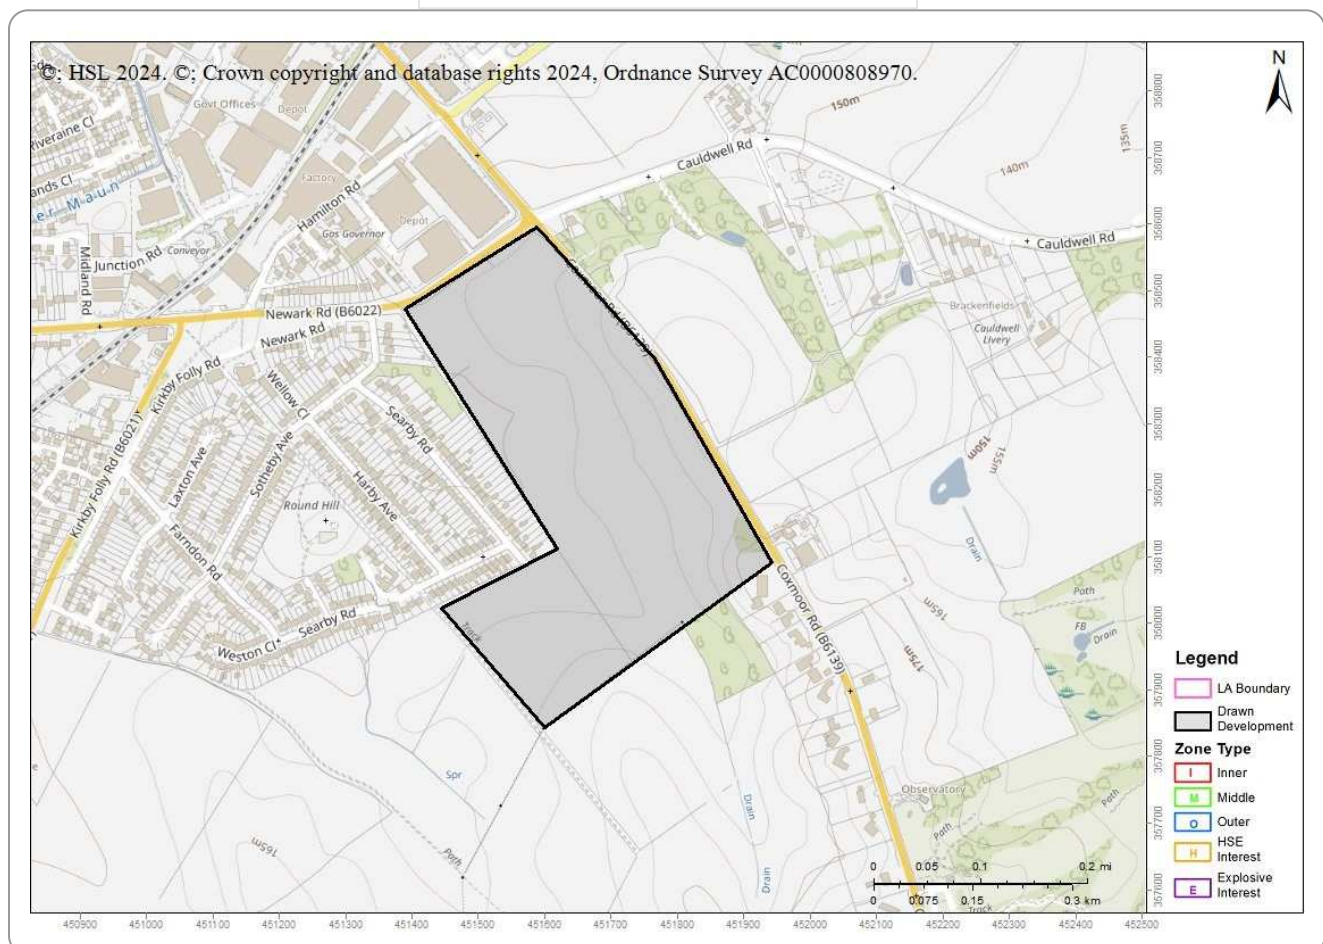 ©; HSL 2024. ©; Crown copyright and database rights 2024, Ordnance Survey AC0000808970.
N
Govt Offices
Depot
Riveraine Cl
ands Cl
er Maun
Factory
Hamilton Rd
Depot
Gas Governor
Conveyor
Junction Rd
Midland Rd
Newark Rd (B6022)
Newark Rd
Kirkby Folly Rd
Kirkby Folly Rd (B6021)
Wellow Cl
Searby Rd
Sotheby Ave
Laxton Ave
Harby Ave
Round Hill
Farndon Rd
Searby Rd
Weston Cl
Track
Spr
Path
165m
150m
135m
140m
Cauldwell Rd
Cauldwell Rd
Brackenfields
Cauldwell
Livery
150m
155m
Drain
165m
175m
Coxmoor Rd (B6139)
Path
FB
Drain
Observatory
Path
Path
Drain
Drain
Track
0 0.05 0.1 0.2 mi
0 0.075 0.15 0.3 km
Legend
LA Boundary
Drawn
Development
Zone Type
I Inner
M Middle
O Outer
H HSE
Interest
E Explosive
Interest
358800
358700
358600
358500
358400
358300
358200
358100
358000
357900
357800
357700
357600
450900 451000 451100 451200 451300 451400 451500 451600 451700 451800 451900 452000 452100 452200 452300 452400 452500